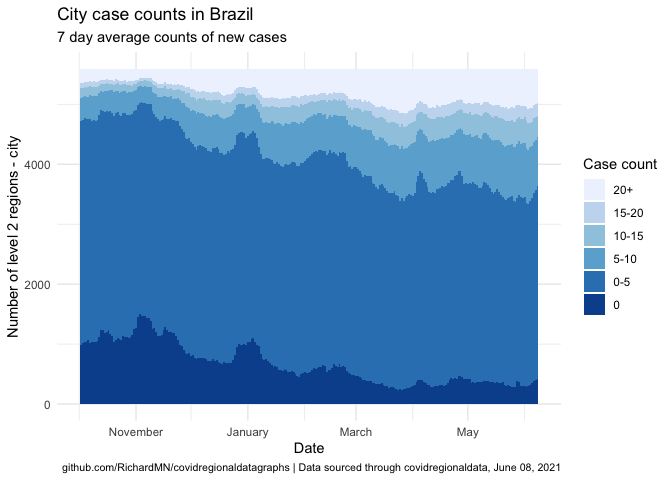 City case counts in Brazil
7 day average counts of new cases
Number of level 2 regions - city
4000
2000
0
November
January
March
May
Date
Case count
20+
15-20
10-15
5-10
0-5
0
github.com/RichardMN/covidregionaldatagraphs | Data sourced through covidregionaldata, June 08, 2021